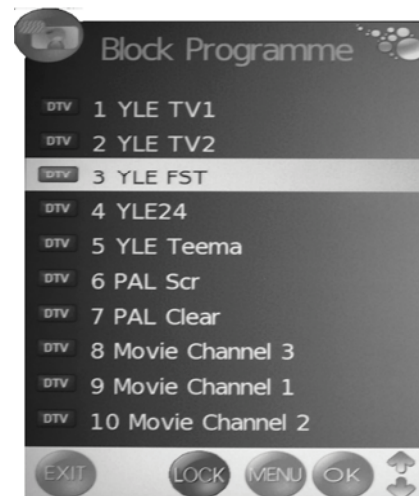 Block Programme
DTV 1 YLE TV1
DTV 2 YLE TV2
DTV 3 YLE FST
DTV 4 YLE24
DTV 5 YLE Teema
DTV 6 PAL Scr
DTV 7 PAL Clear
DTV 8 Movie Channel 3
DTV 9 Movie Channel 1
DTV 10 Movie Channel 2
EXIT LOCK MENU OK